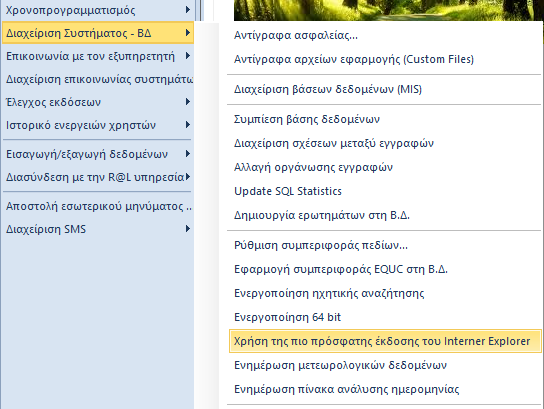 Χρονοπρογραμματισμός
Διαχείριση Συστήματος - ΒΔ
Επικοινωνία με τον εξυπηρετητή
Διαχείριση επικοινωνίας συστημάτω
Έλεγχος εκδόσεων
Ιστορικό ενεργειών χρηστών
Εισαγωγή/εξαγωγή δεδομένων
Διασύνδεση με την R@L υπηρεσία
Αποστολή εσωτερικού μηνύματος ..
Διαχείριση SMS
Αντίγραφα ασφαλείας...
Αντίγραφα αρχείων εφαρμογής (Custom Files)
Διαχείριση βάσεων δεδομένων (MIS)
Συμπίεση βάσης δεδομένων
Διαχείριση σχέσεων μεταξύ εγγραφών
Αλλαγή οργάνωσης εγγραφών
Update SQL Statistics
Δημιουργία ερωτημάτων στη Β.Δ.
Ρύθμιση συμπεριφοράς πεδίων...
Εφαρμογή συμπεριφοράς EQUC στη Β.Δ.
Ενεργοποίηση ηχητικής αναζήτησης
Ενεργοποίηση 64 bit
Χρήση της πιο πρόσφατης έκδοσης του Interner Explorer
Ενημέρωση μετεωρολογικών δεδομένων
Ενημέρωση πίνακα ανάλυσης ημερομηνίας